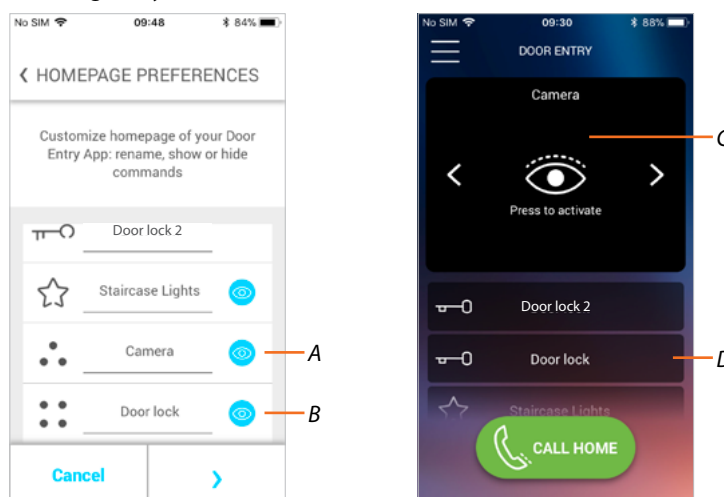 No SIM 09:48 84%
HOMEPAGE PREFERENCES
Customize homepage of your Door
Entry App: rename, show or hide
commands
Door lock 2
Staircase Lights
Camera
A
Door lock
B
Cancel
No SIM 09:30 88%
DOOR ENTRY
Camera
C
Press to activate
Door lock 2
Door lock
D
Staircase Lights
CALL HOME